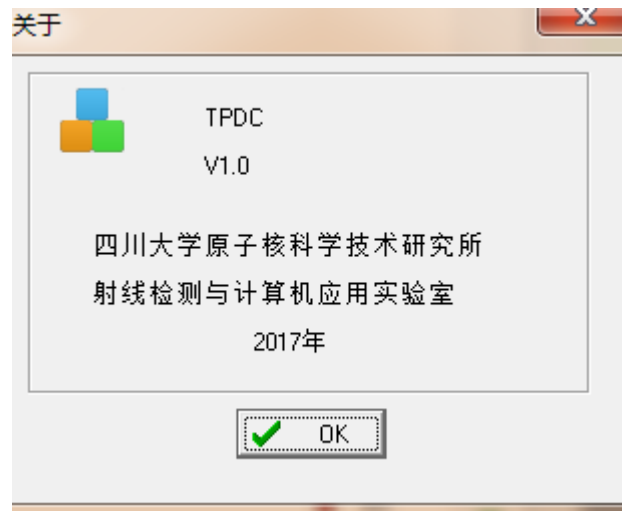 关于
TPDC
V1.0
四川大学原子核科学技术研究所
射线检测与计算机应用实验室
2017年
OK